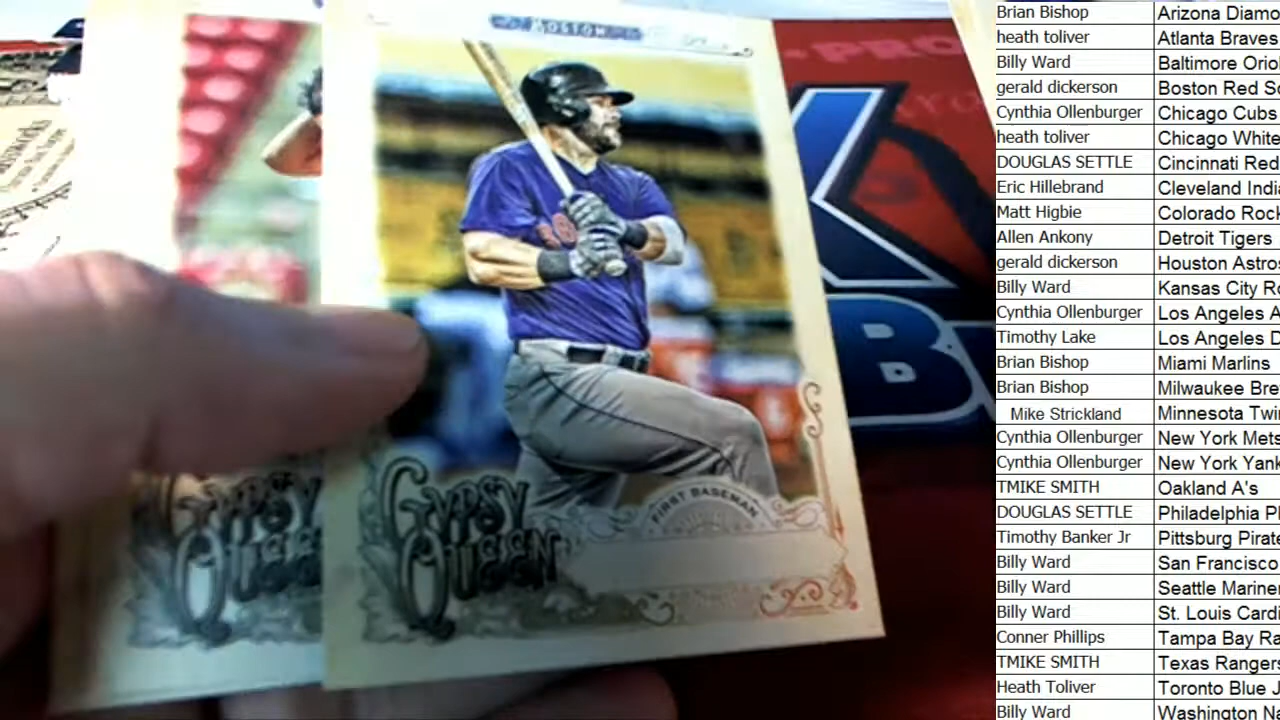 BOSTON
PRO
GYPSY
QUEEN
GYPSY
QUEEN
FIRST BASEMAN
B
Brian Bishop Arizona Diamo
heath toliver Atlanta Braves
Billy Ward Baltimore Oriol
gerald dickerson Boston Red So
Cynthia Ollenburger Chicago Cubs
heath toliver Chicago White
DOUGLAS SETTLE Cincinnati Red
Eric Hillebrand Cleveland India
Matt Higbie Colorado Rock
Allen Ankony Detroit Tigers
gerald dickerson Houston Astros
Billy Ward Kansas City Ro
Cynthia Ollenburger Los Angeles A
Timothy Lake Los Angeles D
Brian Bishop Miami Marlins
Brian Bishop Milwaukee Bre
Mike Strickland Minnesota Twin
Cynthia Ollenburger New York Mets
Cynthia Ollenburger New York Yank
TMIKE SMITH Oakland A's
DOUGLAS SETTLE Philadelphia Ph
Timothy Banker Jr Pittsburg Pirate
Billy Ward San Francisco
Billy Ward Seattle Mariner
Billy Ward St. Louis Cardi
Conner Phillips Tampa Bay Ra
TMIKE SMITH Texas Rangers
Heath Toliver Toronto Blue J
Billy Ward Washington Na